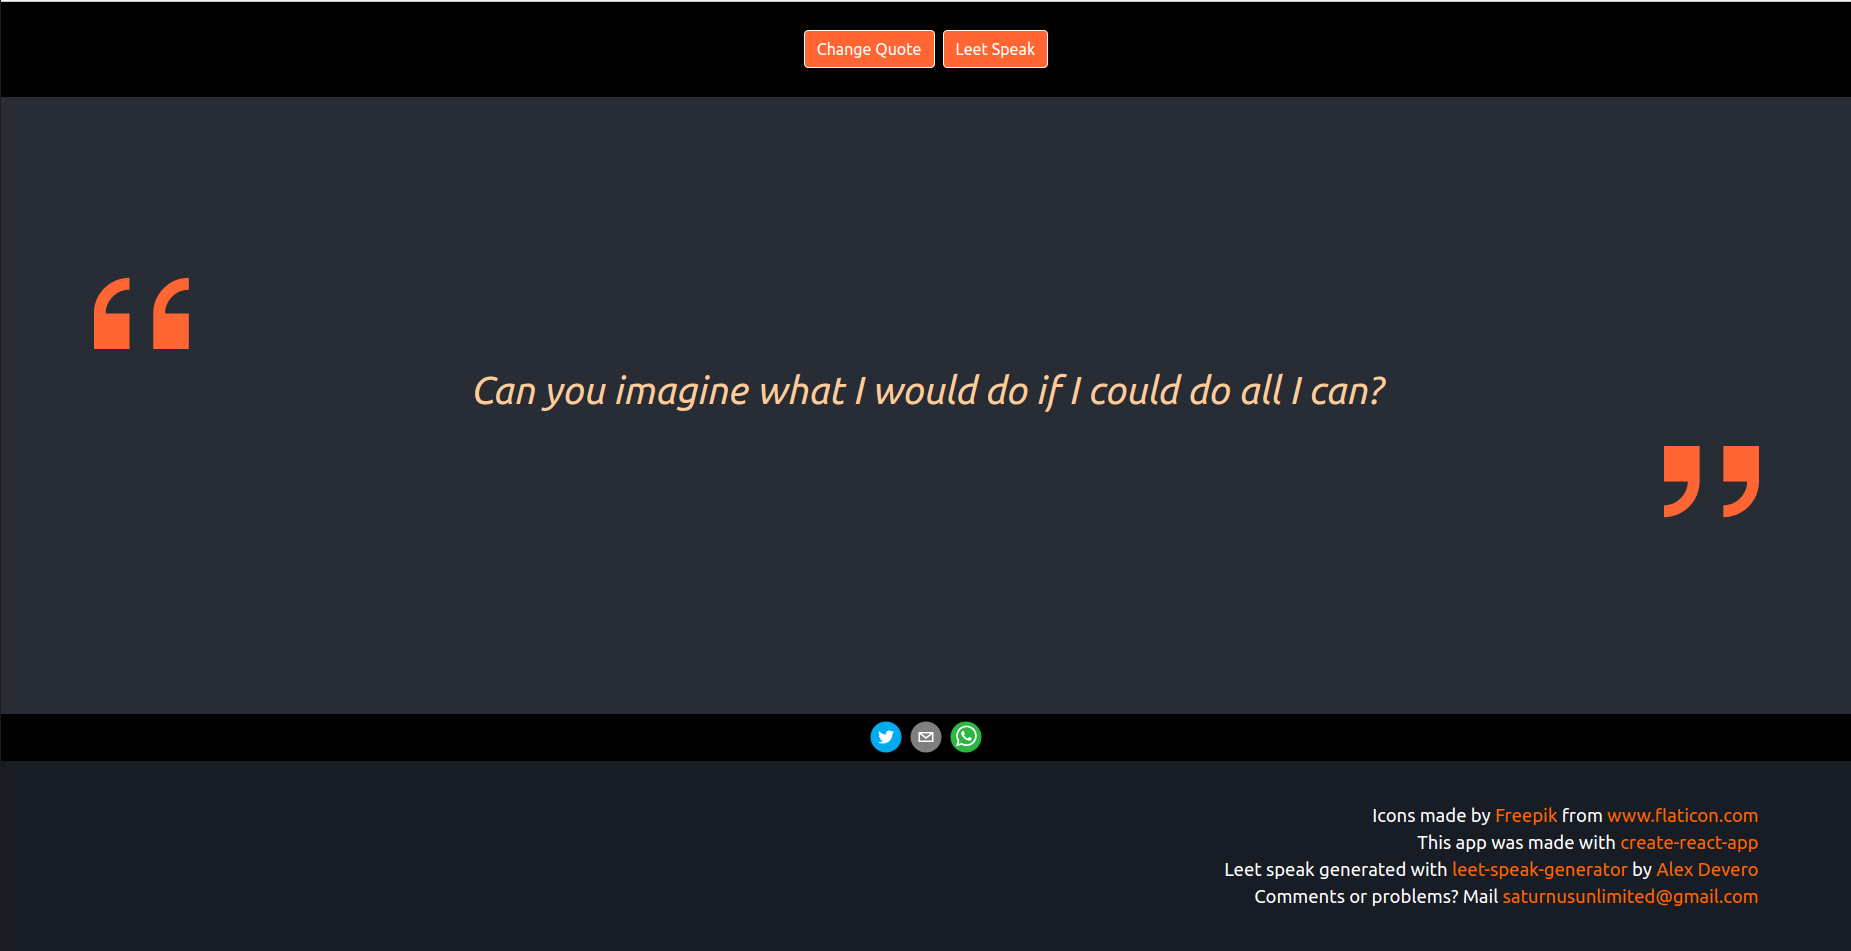 Change Quote Leet Speak
Can you imagine what I would do if I could do all I can?
Icons made by Freepik from www.flaticon.com
This app was made with create-react-app
Leet speak generated with leet-speak-generator by Alex Devero
Comments or problems? Mail saturnusunlimited@gmail.com